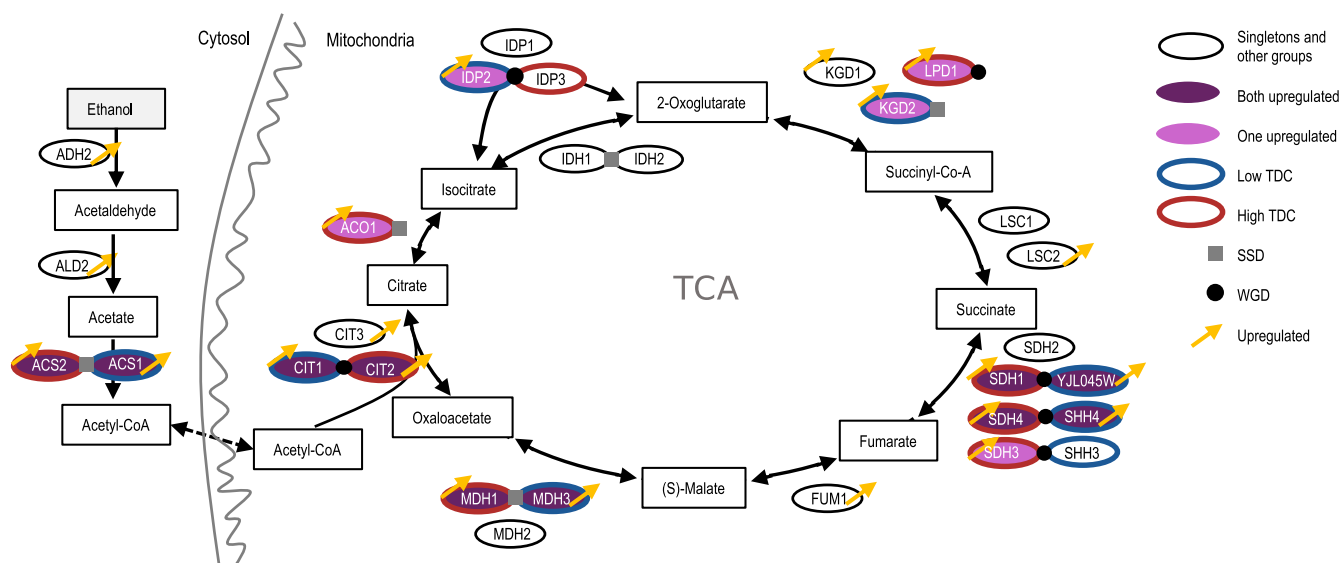 Cytosol
Mitochondria
Ethanol
ADH2
Acetaldehyde
ALD2
Acetate
ACS2
ACS1
Acetyl-CoA
Acetyl-CoA
IDP1
IDP2
IDP3
2-Oxoglutarate
KGD1
LPD1
KGD2
IDH1
IDH2
Isocitrate
Succinyl-Co-A
ACO1
LSC1
LSC2
Citrate
TCA
Succinate
CIT3
CIT1
CIT2
SDH2
SDH1
YJL045W
SDH4
SHH4
SDH3
SHH3
Oxaloacetate
Fumarate
(S)-Malate
FUM1
MDH1
MDH3
MDH2
Singletons and
other groups
Both upregulated
One upregulated
Low TDC
High TDC
SSD
WGD
Upregulated